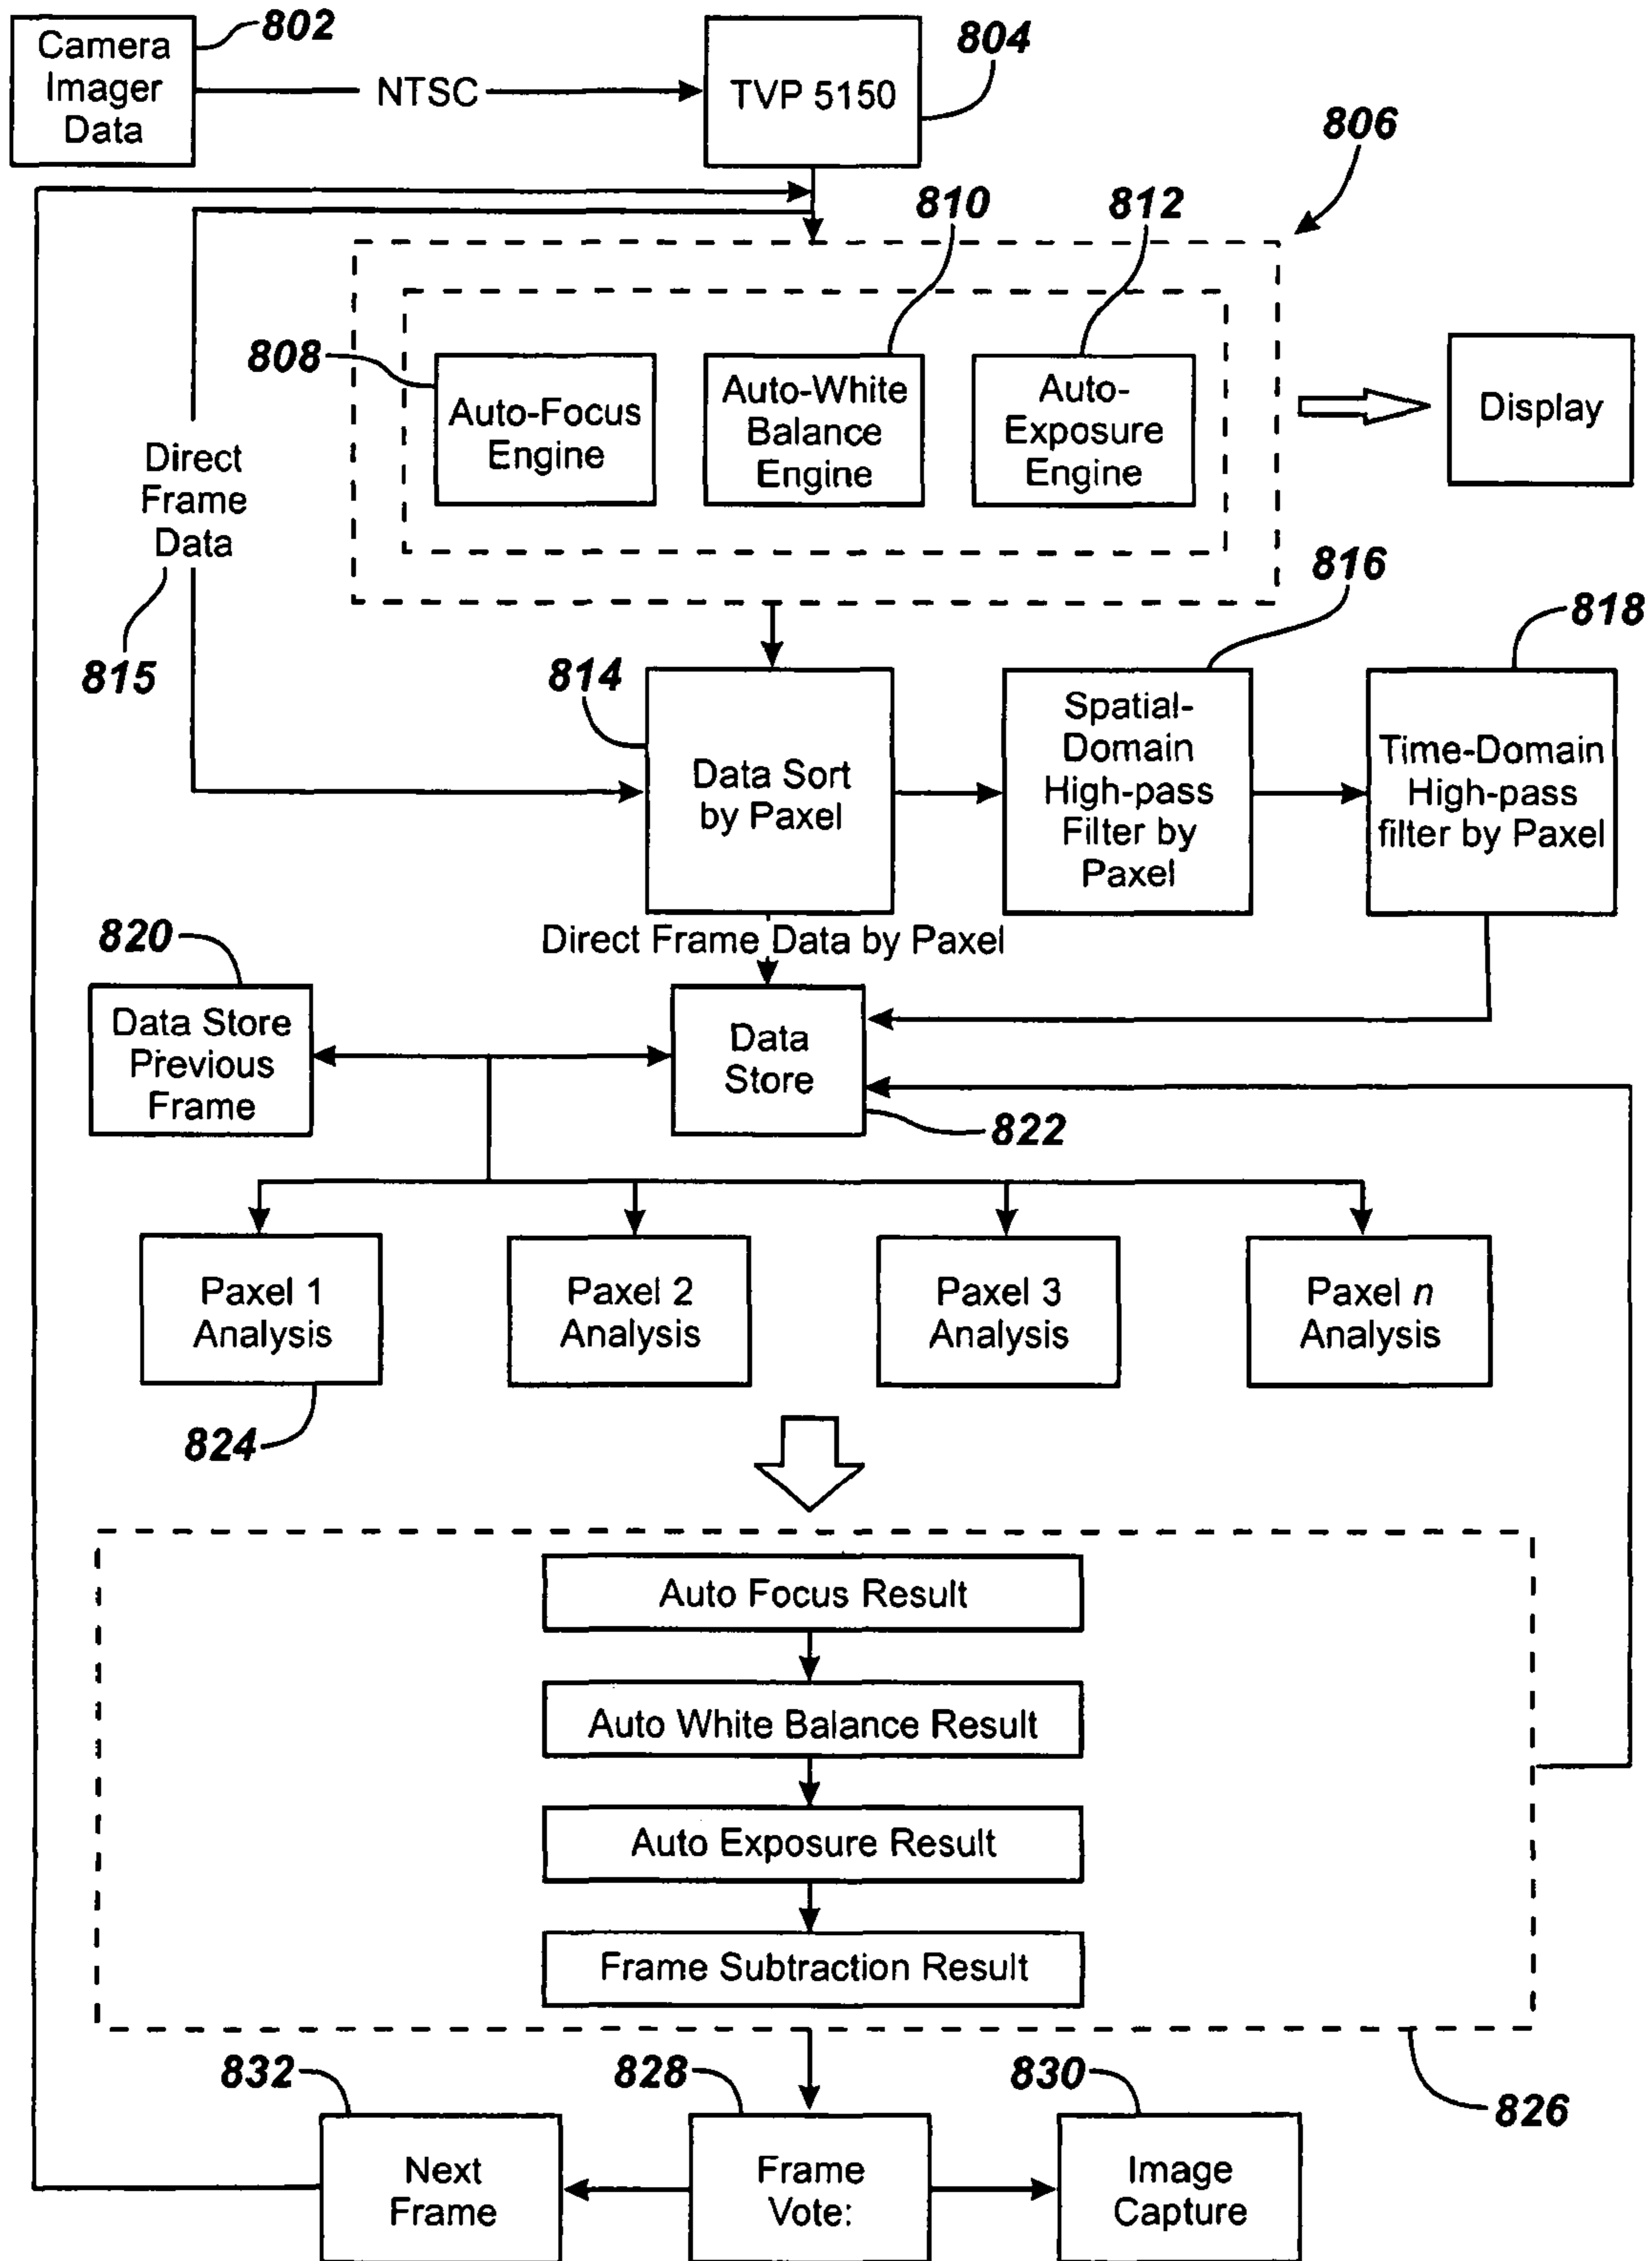 802
Camera
Imager
Data
NTSC
TVP 5150
804
806
810
812
808
Auto-Focus
Engine
Auto-White
Balance
Engine
Auto-
Exposure
Engine
Display
Direct
Frame
Data
815
816
818
814
Data Sort
by Paxel
Spatial-
Domain
High-pass
Filter by
Paxel
Time-Domain
High-pass
filter by Paxel
Direct Frame Data by Paxel
820
Data Store
Previous
Frame
Data
Store
822
Paxel 1
Analysis
Paxel 2
Analysis
Paxel 3
Analysis
Paxel n
Analysis
824
Auto Focus Result
Auto White Balance Result
Auto Exposure Result
Frame Subtraction Result
826
832
828
830
Next
Frame
Frame
Vote:
Image
Capture